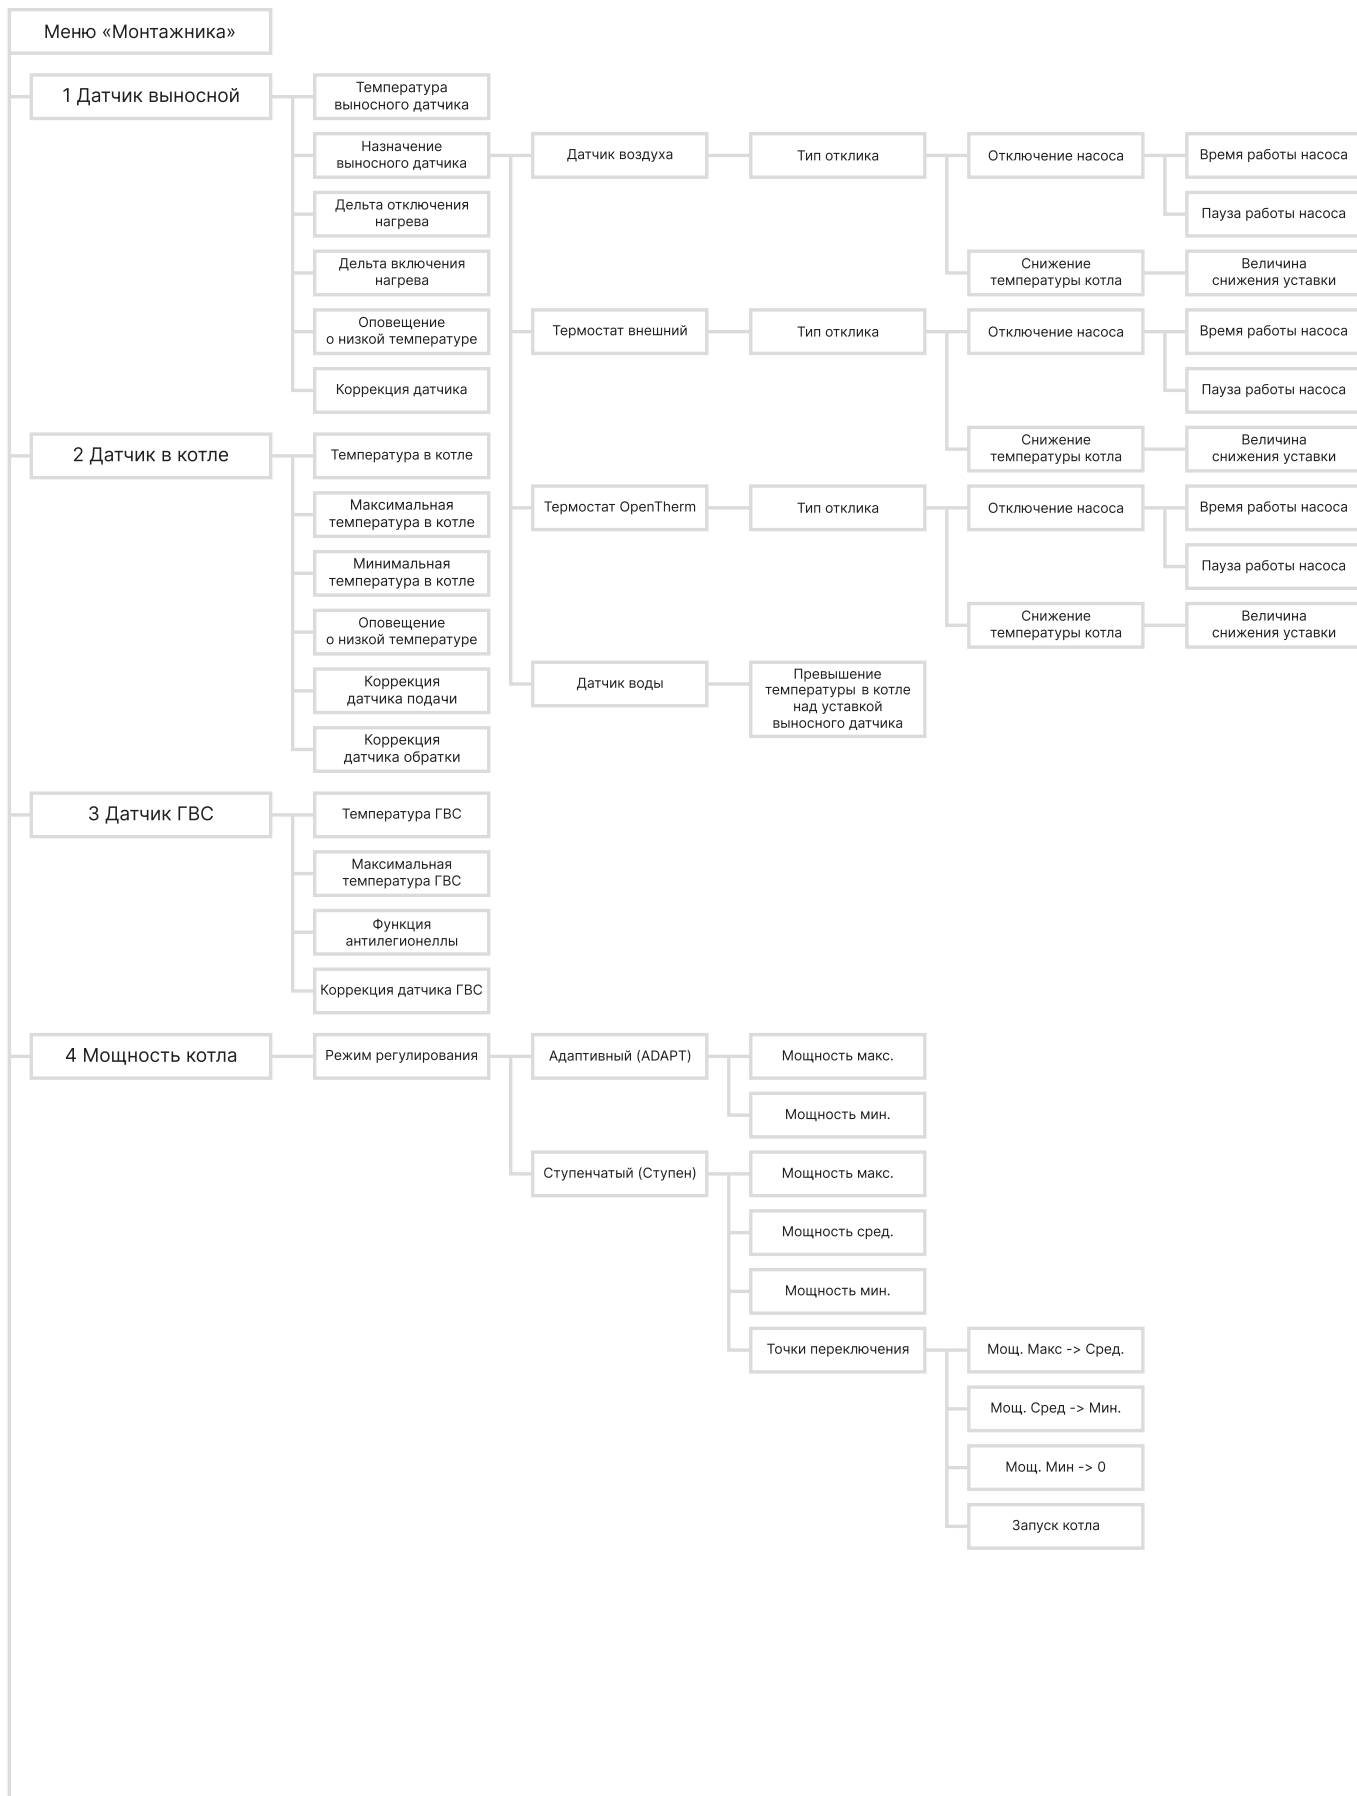 Меню «Монтажника»
1 Датчик выносной
Температура
выносного датчика
Назначение
выносного датчика
Датчик воздуха
Тип отклика
Отключение насоса
Время работы насоса
Дельта отключения
нагрева
Пауза работы насоса
Дельта включения
нагрева
Снижение
температуры котла
Величина
снижения уставки
Оповещение
о низкой температуре
Термостат внешний
Тип отклика
Отключение насоса
Время работы насоса
Коррекция датчика
Пауза работы насоса
2 Датчик в котле
Температура в котле
Снижение
температуры котла
Величина
снижения уставки
Максимальная
температура в котле
Термостат OpenTherm
Тип отклика
Отключение насоса
Время работы насоса
Минимальная
температура в котле
Пауза работы насоса
Оповещение
о низкой температуре
Снижение
температуры котла
Величина
снижения уставки
Коррекция
датчика подачи
Датчик воды
Превышение
температуры в котле
над уставкой
выносного датчика
Коррекция
датчика обратки
3 Датчик ГВС
Температура ГВС
Максимальная
температура ГВС
Функция
антилегионеллы
Коррекция датчика ГВС
4 Мощность котла
Режим регулирования
Адаптивный (ADAPT)
Мощность макс.
Мощность мин.
Ступенчатый (Ступен)
Мощность макс.
Мощность сред.
Мощность мин.
Точки переключения
Мощ. Макс -> Сред.
Мощ. Сред -> Мин.
Мощ. Мин -> 0
Запуск котла